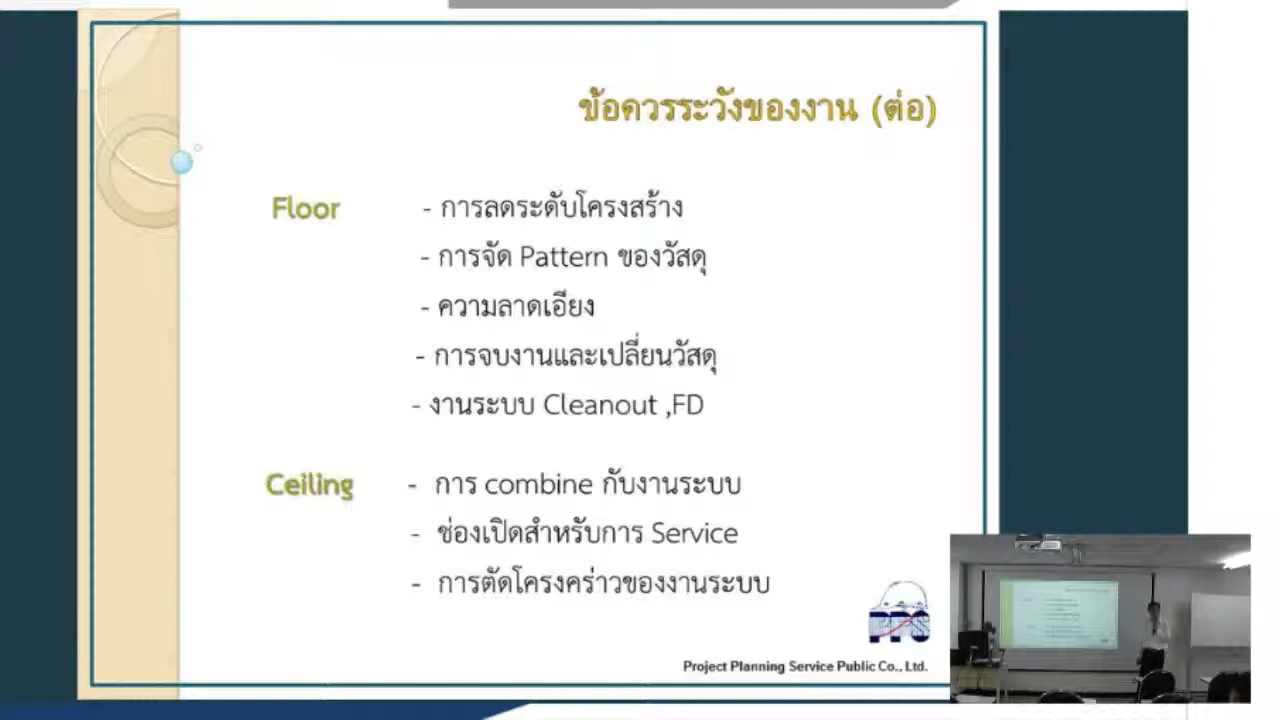 ข้อควรระวังของงาน (ต่อ)
Floor - การลดระดับโครงสร้าง
- การจัด Pattern ของวัสดุ
- ความลาดเอียง
- การจบงานและเปลี่ยนวัสดุ
- งานระบบ Cleanout ,FD
Ceiling - การ combine กับงานระบบ
- ช่องเปิดสำหรับการ Service
- การตัดโครงคร่าวของงานระบบ
PPS
Project Planning Service Public Co., Ltd.